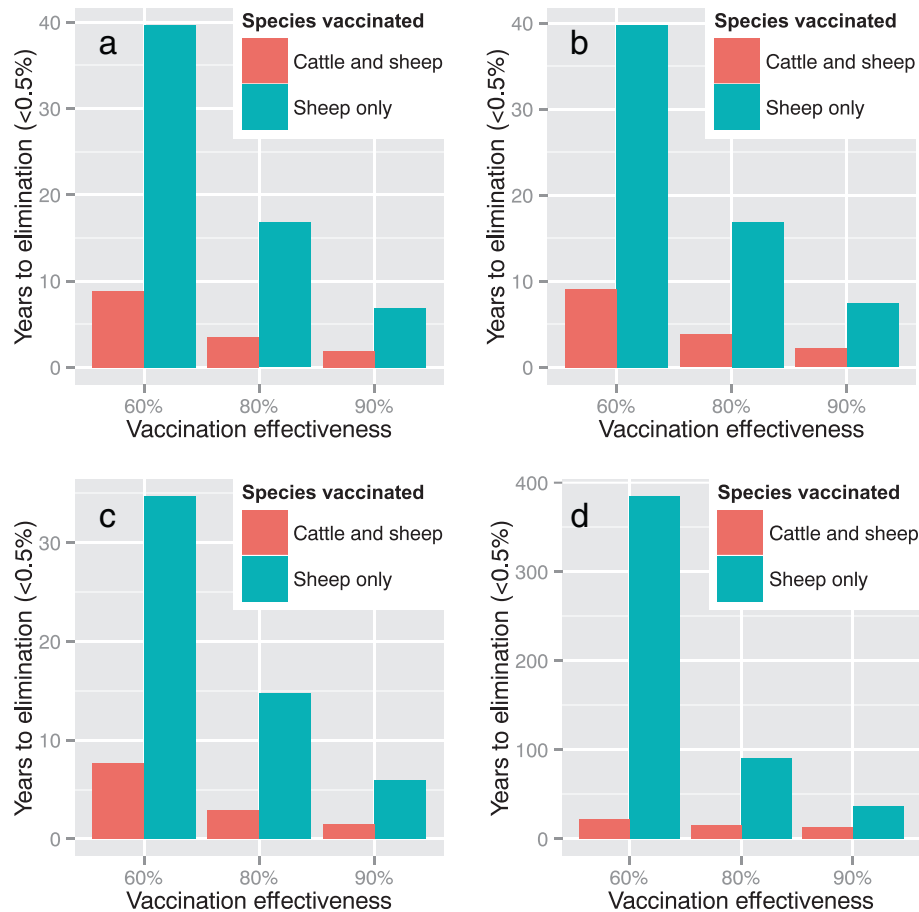 a
Species vaccinated
Cattle and sheep
Sheep only
Years to elimination (<0.5%)
40
30
20
10
0
60%
80%
90%
Vaccination effectiveness
b
Species vaccinated
Cattle and sheep
Sheep only
Years to elimination (<0.5%)
40
30
20
10
0
60%
80%
90%
Vaccination effectiveness
c
Species vaccinated
Cattle and sheep
Sheep only
Years to elimination (<0.5%)
30
20
10
0
60%
80%
90%
Vaccination effectiveness
d
Species vaccinated
Cattle and sheep
Sheep only
Years to elimination (<0.5%)
400
300
200
100
0
60%
80%
90%
Vaccination effectiveness